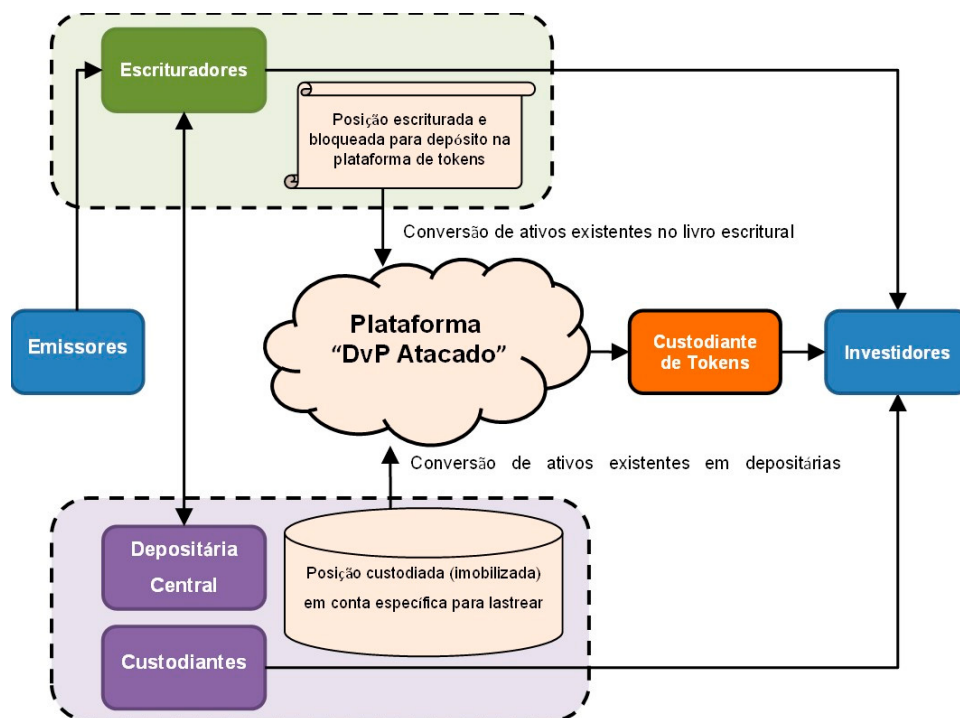 Escrituradores
Posição escriturada e
bloqueada para depósito na
plataforma de tokens
Conversão de ativos existentes no livro escritural
Emissores
Plataforma
“DvP Atacado”
Custodiante
de Tokens
Investidores
Conversão de ativos existentes em depositárias
Depositária
Central
Posição custodiada (imobilizada)
em conta específica para lastrear
Custodiantes